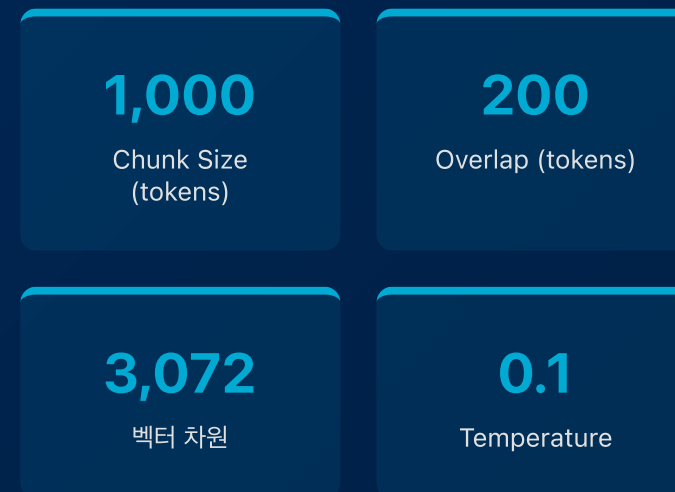 1,000
Chunk Size
(tokens)
200
Overlap (tokens)
3,072
벡터 차원
0.1
Temperature